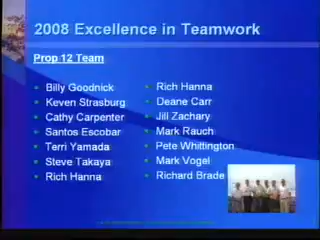 2008 Excellence in Teamwork
Prop 12 Team
Billy Goodnick
Keven Strasburg
Cathy Carpenter
Santos Escobar
Terri Yamada
Steve Takaya
Rich Hanna
Rich Hanna
Deane Carr
Jill Zachary
Mark Rauch
Pete Whittington
Mark Vogel
Richard Brade